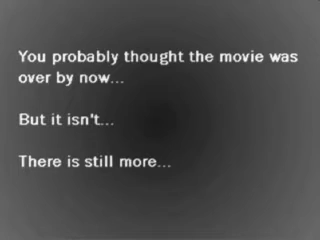 You probably thought the movie was
over by now...
But it isn't...
There is still more...